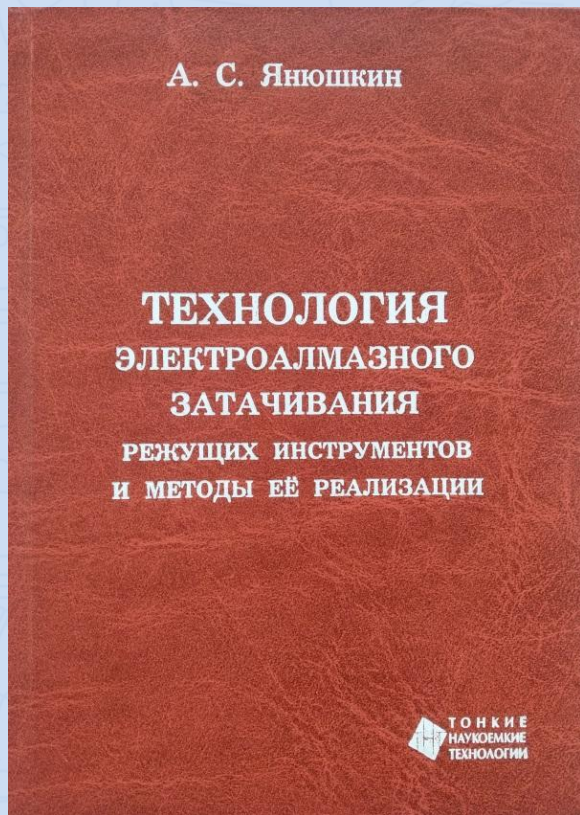 А. С. Янюшкин
ТЕХНОЛОГИЯ
ЭЛЕКТРОАЛМАЗНОГО
ЗАТАЧИВАНИЯ
РЕЖУЩИХ ИНСТРУМЕНТОВ
И МЕТОДЫ ЕЁ РЕАЛИЗАЦИИ
ТОНКИЕ
НАУКОЕМКИЕ
ТЕХНОЛОГИИ